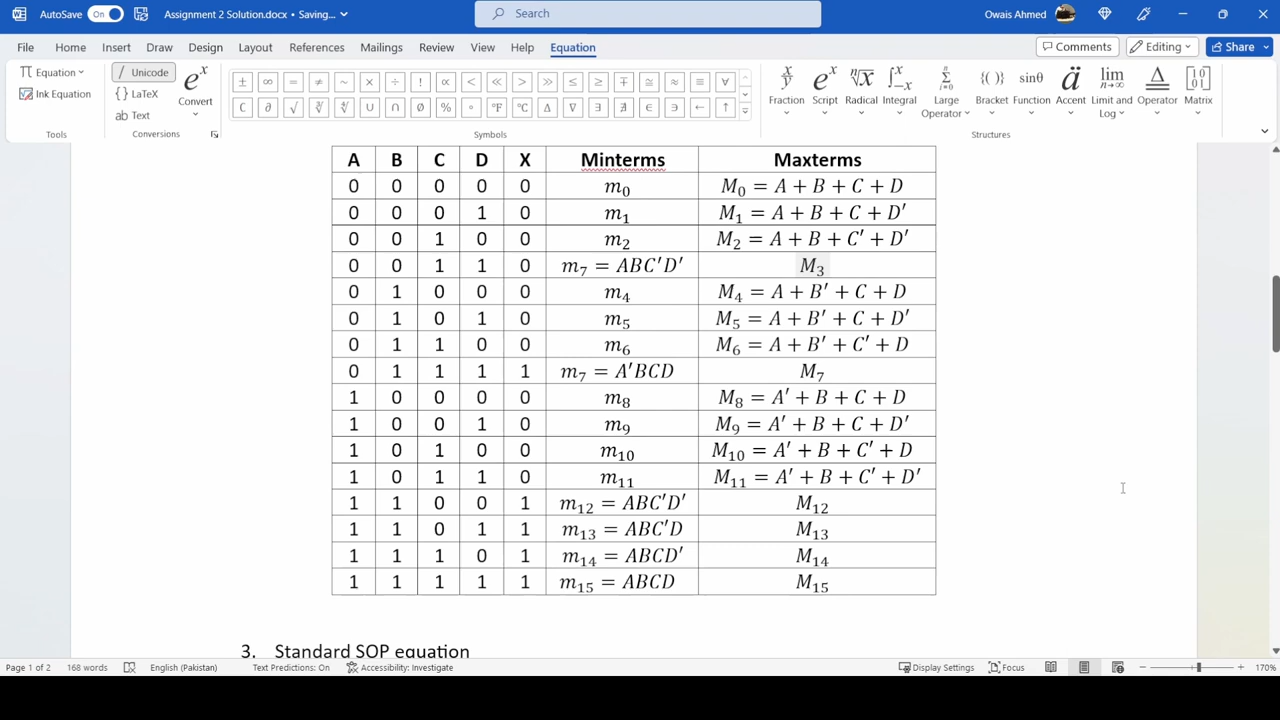 AutoSave On Assignment 2 Solution.docx • Saving... Search Owais Ahmed
File Home Insert Draw Design Layout References Mailings Review View Help Equation Comments Editing Share
Equation Unicode Convert Fraction Script Radical Integral Large Operator Bracket Function Accent Limit and Log Operator Matrix
Ink Equation LaTeX
Text
Tools Conversions Symbols Structures
A B C D X Minterms Maxterms
0 0 0 0 0 m₀ M₀ = A + B + C + D
0 0 0 1 0 m₁ M₁ = A + B + C + D′
0 0 1 0 0 m₂ M₂ = A + B + C′ + D′
0 0 1 1 0 m₇ = ABC′D′ M₃
0 1 0 0 0 m₄ M₄ = A + B′ + C + D
0 1 0 1 0 m₅ M₅ = A + B′ + C + D′
0 1 1 0 0 m₆ M₆ = A + B′ + C′ + D
0 1 1 1 1 m₇ = A′BCD M₇
1 0 0 0 0 m₈ M₈ = A′ + B + C + D
1 0 0 1 0 m₉ M₉ = A′ + B + C + D′
1 0 1 0 0 m₁₀ M₁₀ = A′ + B + C′ + D
1 0 1 1 0 m₁₁ M₁₁ = A′ + B + C′ + D′
1 1 0 0 1 m₁₂ = ABC′D′ M₁₂
1 1 0 1 1 m₁₃ = ABC′D M₁₃
1 1 1 0 1 m₁₄ = ABCD′ M₁₄
1 1 1 1 1 m₁₅ = ABCD M₁₅
3. Standard SOP equation
Page 1 of 2 168 words English (Pakistan) Text Predictions: On Accessibility: Investigate Display Settings Focus 170%